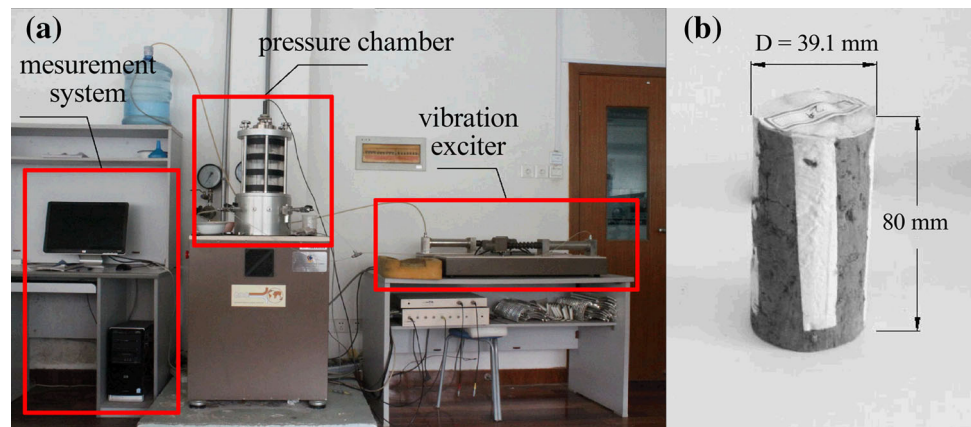 (a)
pressure chamber
mesurement
system
vibration
exciter
(b)
D = 39.1 mm
80 mm